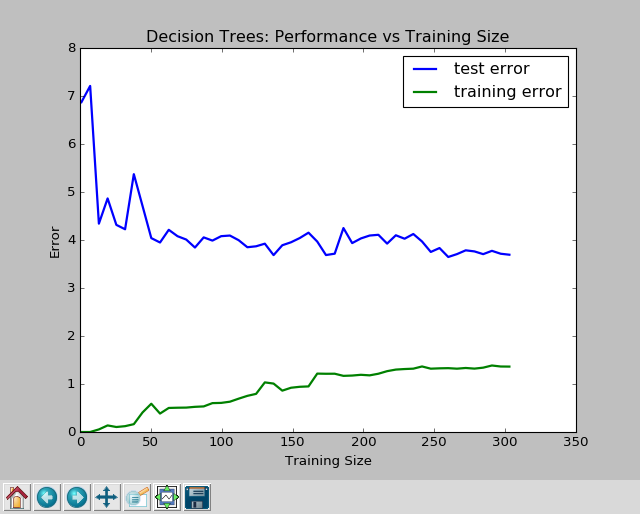 Decision Trees: Performance vs Training Size
8
7
6
5
4
3
2
1
0
Error
test error
training error
0 50 100 150 200 250 300 350
Training Size